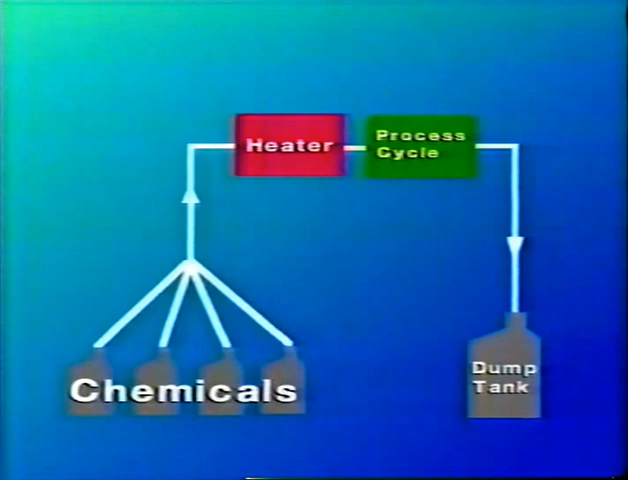 Heater
Process
Cycle
Chemicals
Dump
Tank